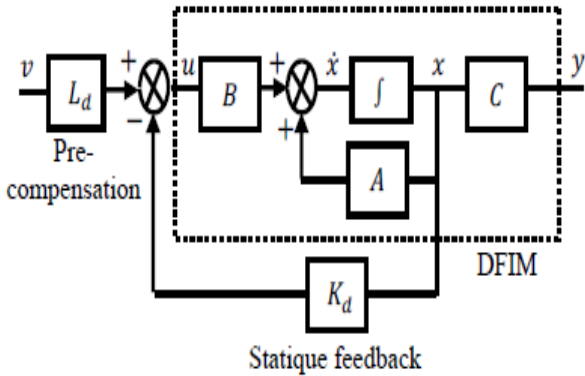 v
L_d
+
−
u
B
+
+
ẋ
∫
x
C
y
A
Pre-
compensation
DFIM
K_d
Statique feedback